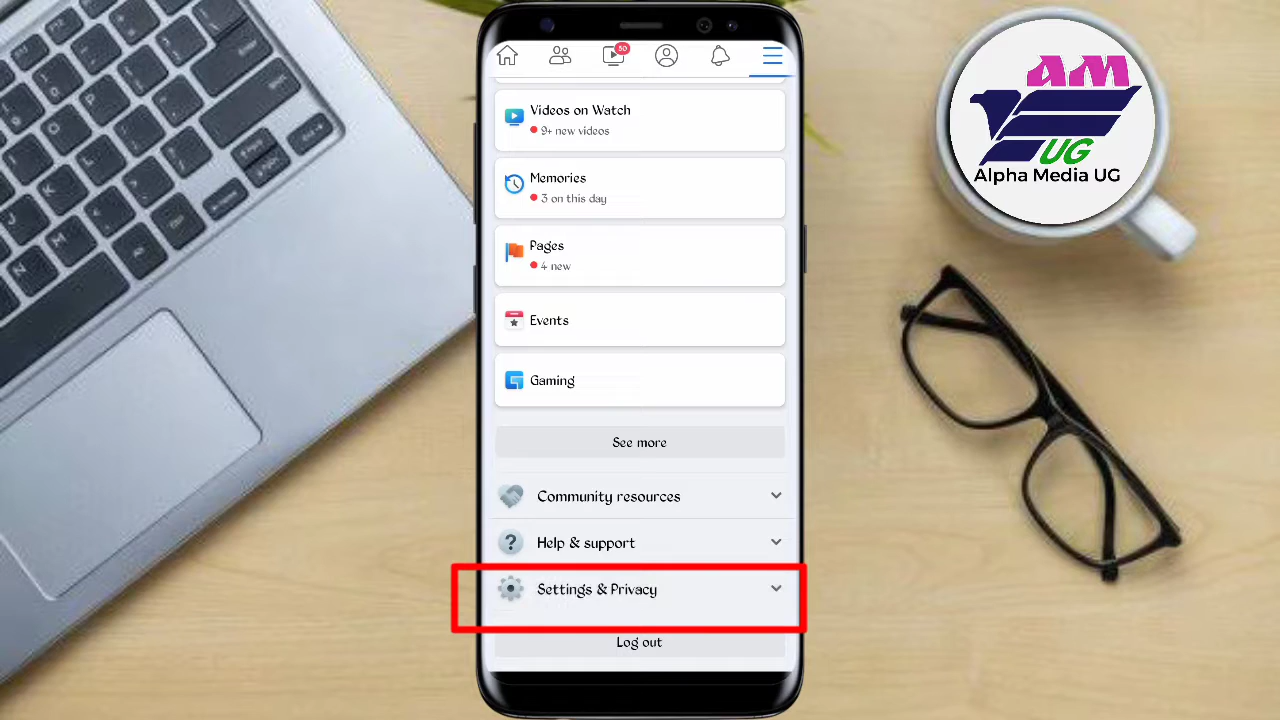 50
Videos on Watch
9+ new videos
Memories
3 on this day
Pages
4 new
Events
Gaming
See more
Community resources
Help & support
Settings & Privacy
Log out
AM
UG
Alpha Media UG